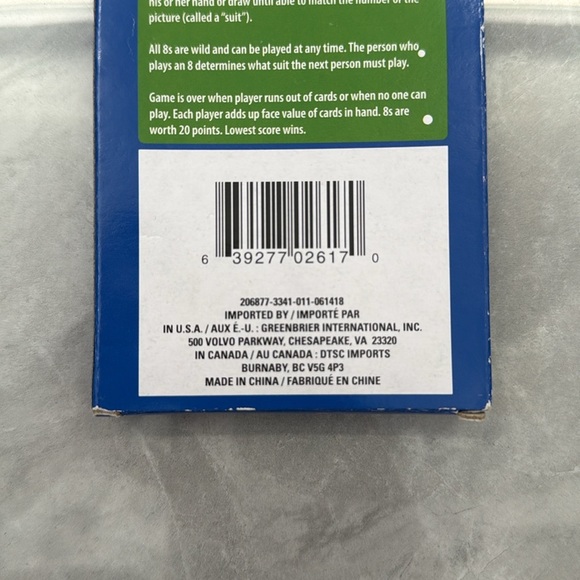 his or her hand or draw until able to match the number or the
picture (called a "suit").
All 8s are wild and can be played at any time. The person who
plays an 8 determines what suit the next person must play.
Game is over when player runs out of cards or when no one can
play. Each player adds up face value of cards in hand. 8s are
worth 20 points. Lowest score wins.
6 39277 02617 0
206877-3341-011-061418
IMPORTED BY / IMPORTÉ PAR
IN U.S.A. / AUX É.-U. : GREENBRIER INTERNATIONAL, INC.
500 VOLVO PARKWAY, CHESAPEAKE, VA 23320
IN CANADA / AU CANADA : DTSC IMPORTS
BURNABY, BC V5G 4P3
MADE IN CHINA / FABRIQUÉ EN CHINE